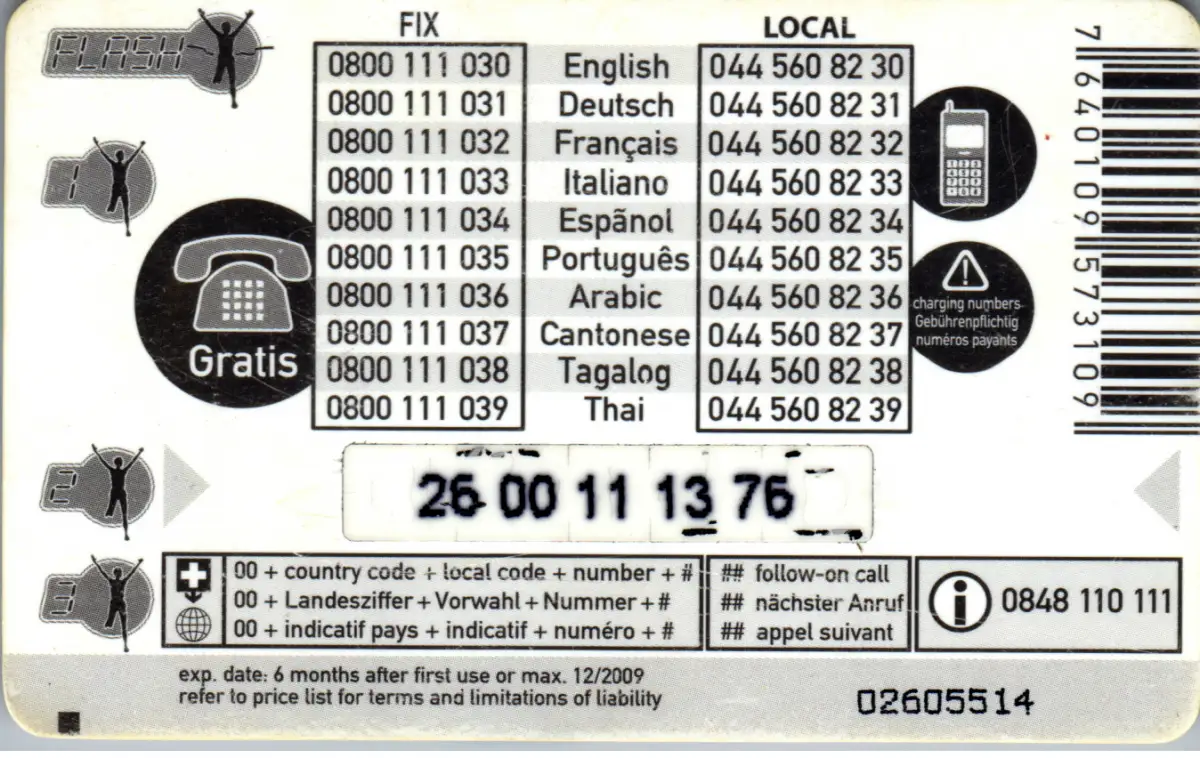 FLASH
FIX LOCAL
0800 111 030 English 044 560 82 30
0800 111 031 Deutsch 044 560 82 31
0800 111 032 Français 044 560 82 32
0800 111 033 Italiano 044 560 82 33
0800 111 034 Espãnol 044 560 82 34
0800 111 035 Português 044 560 82 35
0800 111 036 Arabic 044 560 82 36
0800 111 037 Cantonese 044 560 82 37
0800 111 038 Tagalog 044 560 82 38
0800 111 039 Thai 044 560 82 39
1
Gratis
charging numbers
Gebührenpflichtig
numéros payants
7 640109 573109
2
26 00 11 13 76
3
00 + country code + local code + number + # ## follow-on call
00 + Landesziffer + Vorwahl + Nummer + # ## nächster Anruf
00 + indicatif pays + indicatif + numéro + # ## appel suivant
0848 110 111
exp. date: 6 months after first use or max. 12/2009
refer to price list for terms and limitations of liability
02605514